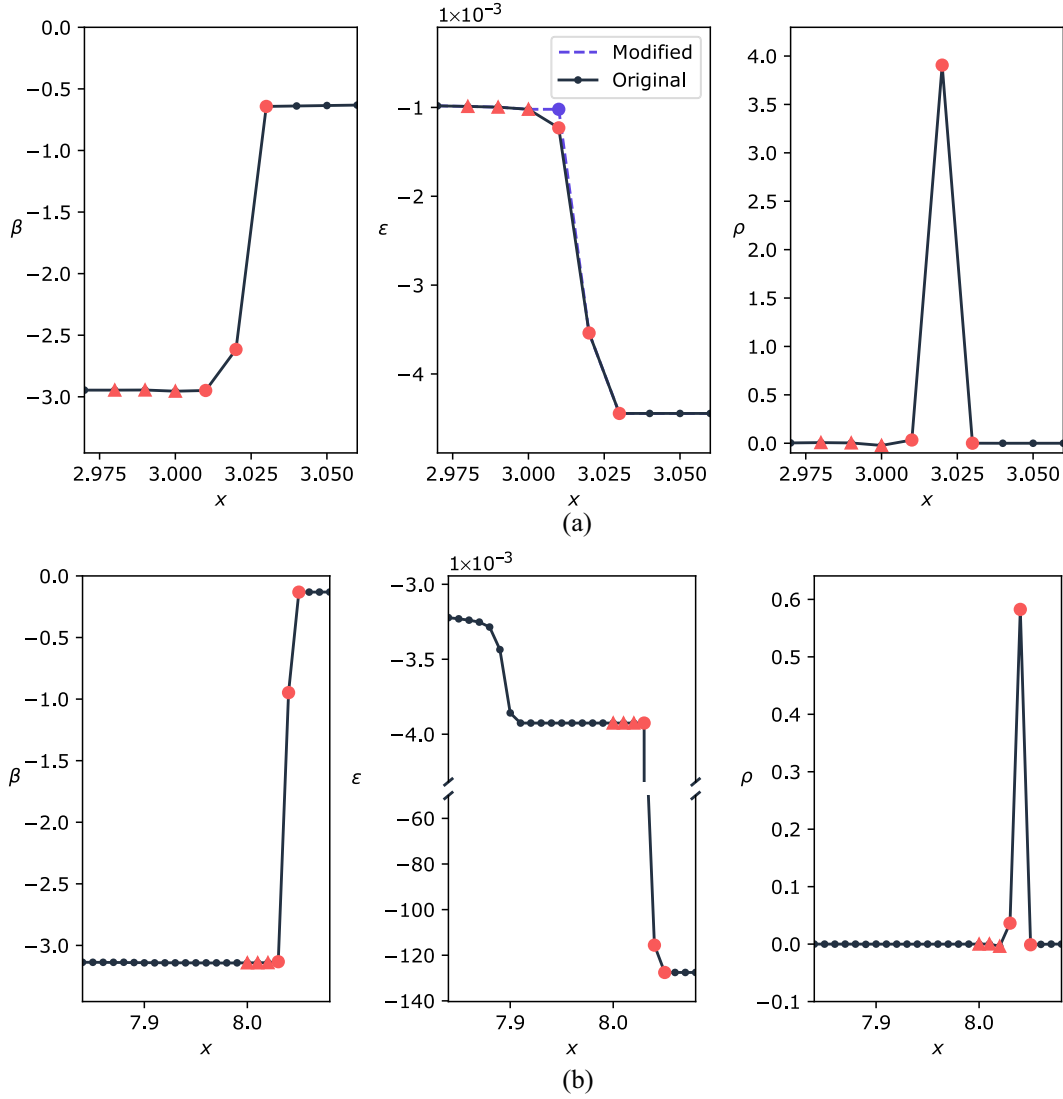 1×10⁻³
0.0
−0.5
−1.0
−1.5
−2.0
−2.5
−3.0
β
2.975 3.000 3.025 3.050
x
−1
−2
−3
−4
ε
Modified
Original
2.975 3.000 3.025 3.050
x
4.0
3.5
3.0
2.5
2.0
1.5
1.0
0.5
0.0
ρ
2.975 3.000 3.025 3.050
x
(a)
1×10⁻³
0.0
−0.5
−1.0
−1.5
−2.0
−2.5
−3.0
β
7.9 8.0
x
−3.0
−3.5
−4.0
−60
−80
−100
−120
−140
ε
7.9 8.0
x
0.6
0.5
0.4
0.3
0.2
0.1
0.0
−0.1
ρ
7.9 8.0
x
(b)